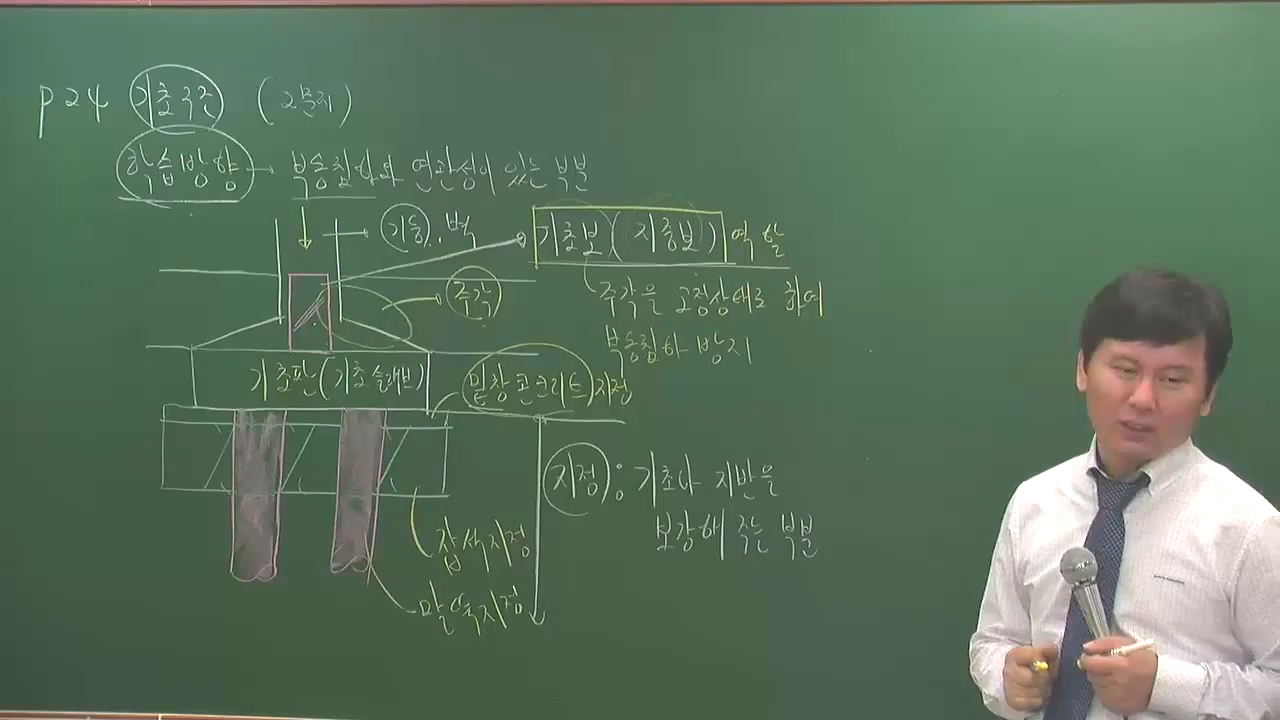 p 24 기초구조 (2문제)
학습방향 → 부동침하와 연관성이 있는 부분
기둥, 벽
기초보(지중보) 역할
주각
주각을 고정상태로 하여
부동침하 방지
기초판(기초슬래브)
밑창콘크리트지정
지정: 기초나 지반을
보강해 주는 부분
잡석지정
말뚝지정